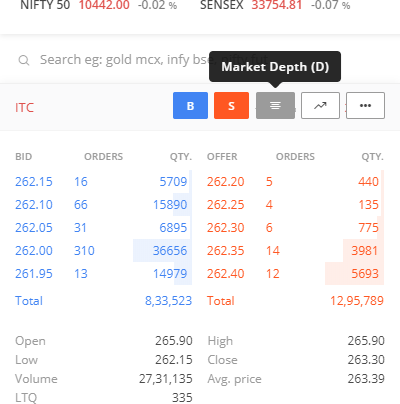 NIFTY 50 10442.00 -0.02 % SENSEX 33754.81 -0.07 %
Search eg: gold mcx, infy bse
Market Depth (D)
ITC B S
BID ORDERS QTY. OFFER ORDERS QTY.
262.15 16 5709 262.20 5 440
262.10 66 15890 262.25 4 135
262.05 31 6895 262.30 6 775
262.00 310 36656 262.35 14 3981
261.95 13 14979 262.40 12 5693
Total 8,33,523 Total 12,95,789
Open 265.90 High 265.90
Low 262.15 Close 263.30
Volume 27,31,135 Avg. price 263.39
LTQ 335